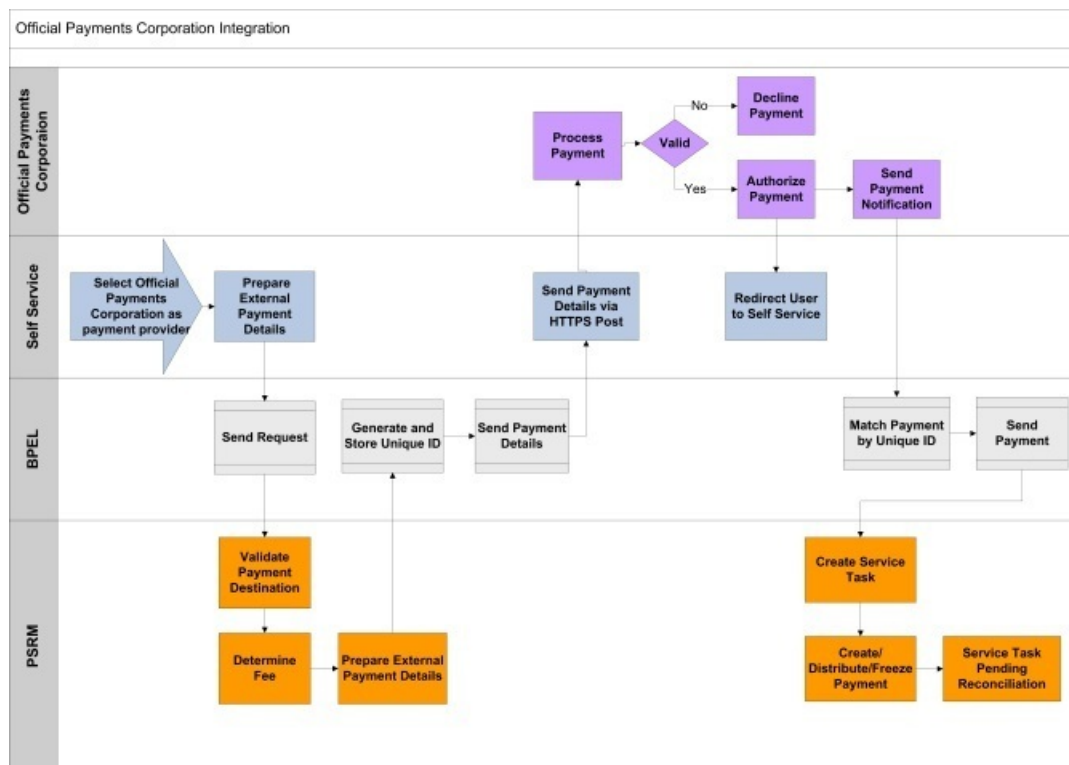 Official Payments Corporation Integration
Official Payments
Corporaion
Process
Payment
Valid
No
Yes
Decline
Payment
Authorize
Payment
Send
Payment
Notification
Self Service
Select Official
Payments
Corporation as
payment provider
Prepare
External
Payment
Details
Send Payment
Details via
HTTPS Post
Redirect User
to Self Service
BPEL
Send Request
Generate and
Store Unique ID
Send Payment
Details
Match Payment
by Unique ID
Send
Payment
PSRM
Validate
Payment
Destination
Determine
Fee
Prepare External
Payment Details
Create Service
Task
Create/
Distribute/Freeze
Payment
Service Task
Pending
Reconciliation